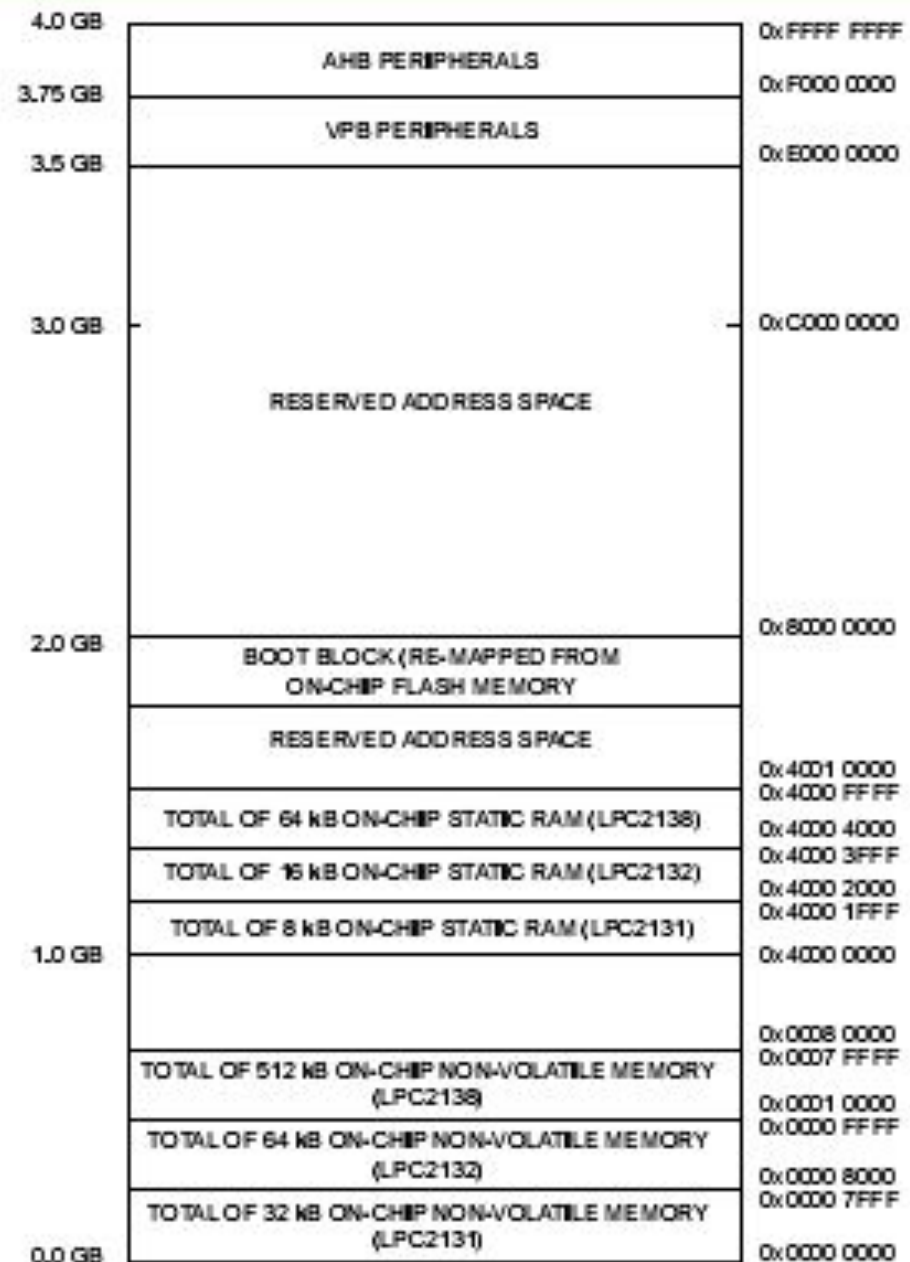 4.0 GB
0xFFFF FFFF
AHB PERIPHERALS
3.75 GB
0xF000 0000
VPB PERIPHERALS
3.5 GB
0xE000 0000
3.0 GB
0xC000 0000
RESERVED ADDRESS SPACE
2.0 GB
0x8000 0000
BOOT BLOCK (RE-MAPPED FROM
ON-CHIP FLASH MEMORY
RESERVED ADDRESS SPACE
0x4001 0000
0x4000 FFFF
TOTAL OF 64 kB ON-CHIP STATIC RAM (LPC2138)
0x4000 4000
0x4000 3FFF
TOTAL OF 16 kB ON-CHIP STATIC RAM (LPC2132)
0x4000 2000
0x4000 1FFF
TOTAL OF 8 kB ON-CHIP STATIC RAM (LPC2131)
1.0 GB
0x4000 0000
0x0008 0000
0x0007 FFFF
TOTAL OF 512 kB ON-CHIP NON-VOLATILE MEMORY
(LPC2138)
0x0001 0000
0x0000 FFFF
TOTAL OF 64 kB ON-CHIP NON-VOLATILE MEMORY
(LPC2132)
0x0000 8000
0x0000 7FFF
TOTAL OF 32 kB ON-CHIP NON-VOLATILE MEMORY
(LPC2131)
0.0 GB
0x0000 0000